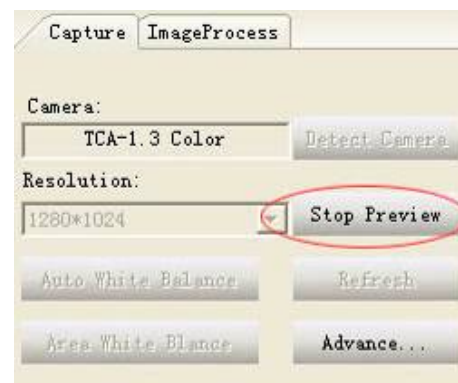 Capture ImageProcess
Camera:
TCA-1.3 Color Detect Camera
Resolution:
1280*1024 Stop Preview
Auto White Balance Refresh
Area White Blance Advance...